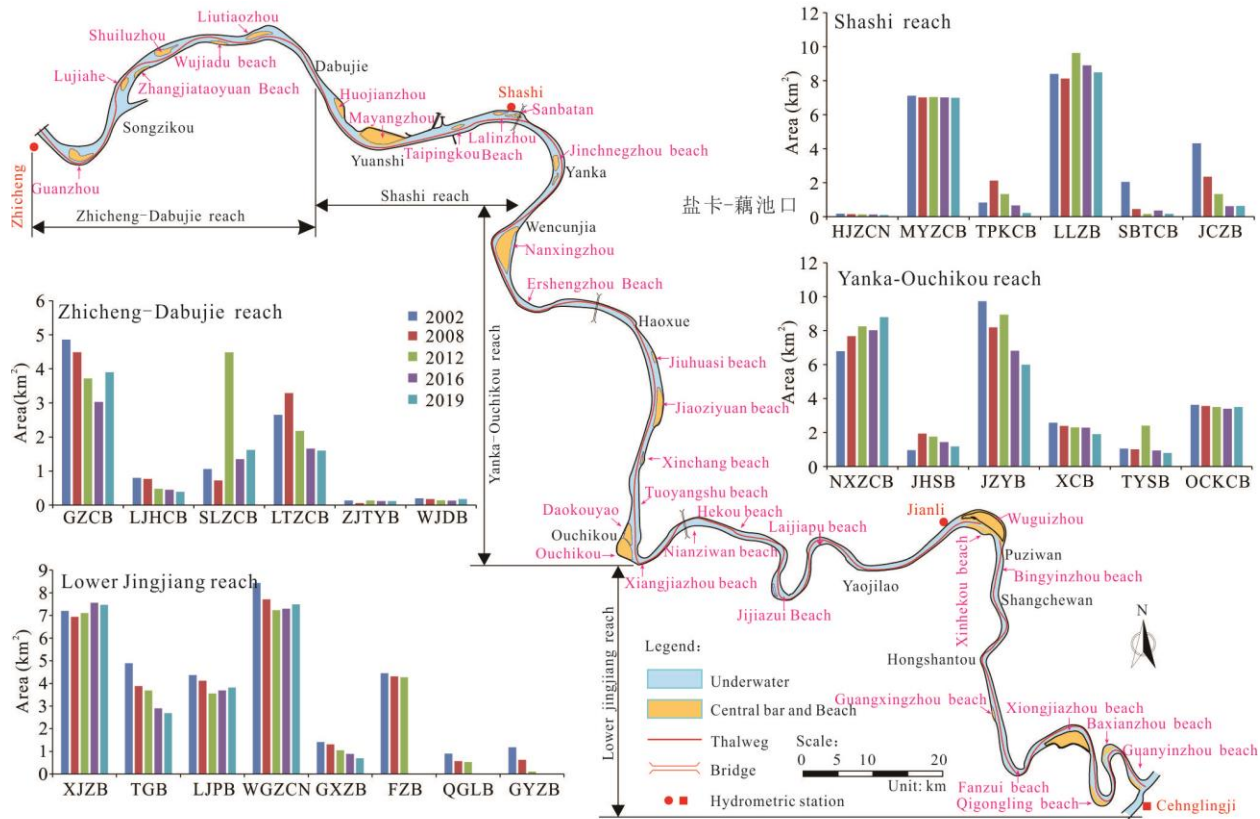 Liutiaozhou
Shuiluzhou
Wujiadu beach
Lujiahe
Zhangjiataoyuan Beach
Dabujie
Songzikou
Huojianzhou
Mayangzhou
Shashi
Sanbatan
Lalinzhou
Beach
Taipingkou
Yuanshi
Jinchnegzhou beach
Yanka
Zhicheng
Guanzhou
Zhicheng-Dabujie reach
Shashi reach
盐卡-藕池口
Wencunjia
Nanxingzhou
Ershengzhou Beach
Haoxue
Jiuhuasi beach
Jiaoziyuan beach
Xinchang beach
Tuoyangshu beach
Yanka-Ouchikou reach
Daokouyao
Ouchikou
Ouchikou
Hekou beach
Nianziwan beach
Xiangjiazhou beach
Laijiapu beach
Jijiazui Beach
Yaojilao
Jianli
Wuguizhou
Puziwan
Xinhekou beach
Bingyinzhou beach
Shangchewan
Hongshantou
Guangxingzhou beach
Xiongjiazhou beach
Baxianzhou beach
Guanyinzhou beach
Fanzui beach
Qigongling beach
Cehnglingji
Lower jingjiang reach
N
Legend:
Underwater
Central bar and Beach
Thalweg
Bridge
Hydrometric station
Scale:
0 5 10 20
Unit: km
Shashi reach
Area (km²)
12
10
8
6
4
2
0
HJZCN MYZCB TPKCB LLZB SBTCB JCZB
Yanka-Ouchikou reach
Area (km²)
12
10
8
6
4
2
0
NXZCB JHSB JZYB XCB TYSB OCKCB
Zhicheng-Dabujie reach
Area(km²)
6
5
4
3
2
1
0
2002
2008
2012
2016
2019
GZCB LJHCB SLZCB LTZCB ZJTYB WJDB
Lower Jingjiang reach
Area (km²)
9
8
7
6
5
4
3
2
1
0
XJZB TGB LJPB WGZCN GXZB FZB QGLB GYZB